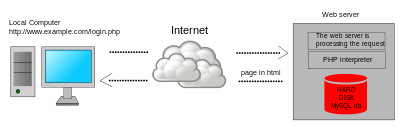 Local Computer
http://www.example.com/login.php
Internet
page in html
Web server
The web server is
processing the request
PHP interpreter
HARD
DISK
MySQL db